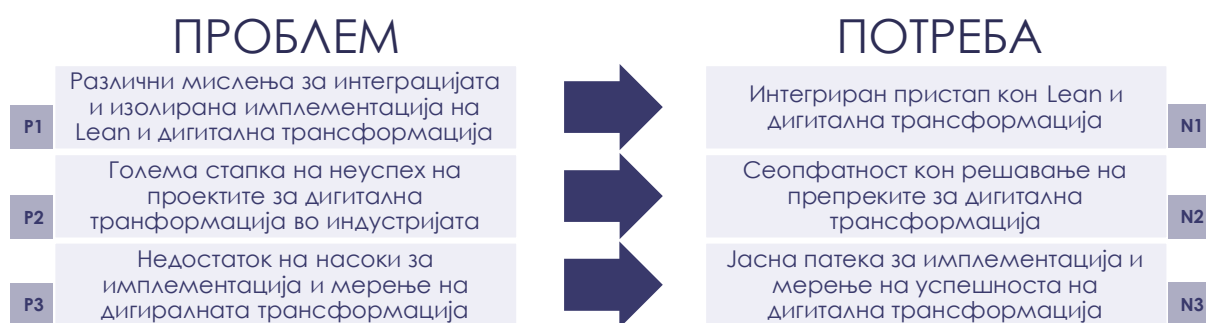 ПРОБЛЕМ
ПОТРЕБА
P1
Различни мислења за интеграцијата
и изолирана имплементација на
Lean и дигитална трансформација
Интегриран пристап кон Lean и
дигитална трансформација
N1
P2
Голема стапка на неуспех на
проектите за дигитална
транформација во индустријата
Сеопфатност кон решавање на
препреките за дигитална
трансформација
N2
P3
Недостаток на насоки за
имплементација и мерење на
дигиралната трансформација
Јасна патека за имплементација и
мерење на успешноста на
дигитална трансформација
N3